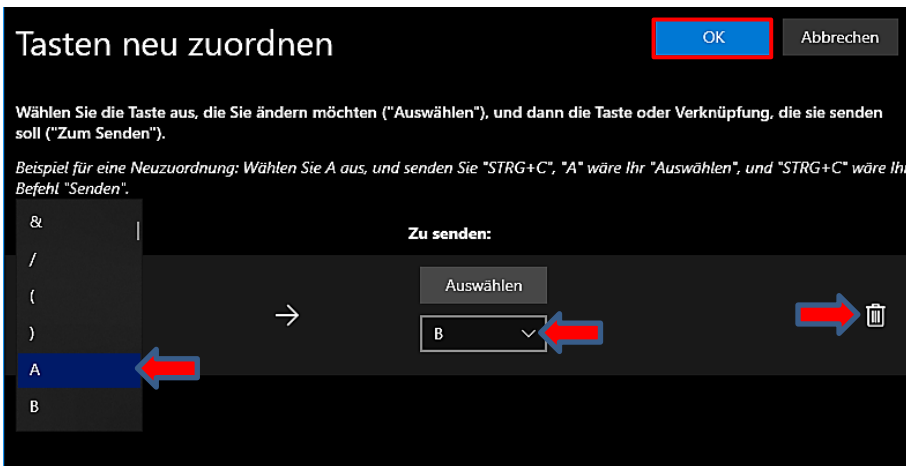 Tasten neu zuordnen
OK
Abbrechen
Wählen Sie die Taste aus, die Sie ändern möchten ("Auswählen"), und dann die Taste oder Verknüpfung, die sie senden
soll ("Zum Senden").
Beispiel für eine Neuzuordnung: Wählen Sie A aus, und senden Sie "STRG+C", "A" wäre Ihr "Auswählen", und "STRG+C" wäre Ih
Befehl "Senden".
&
/
(
)
A
B
Zu senden:
Auswählen
B